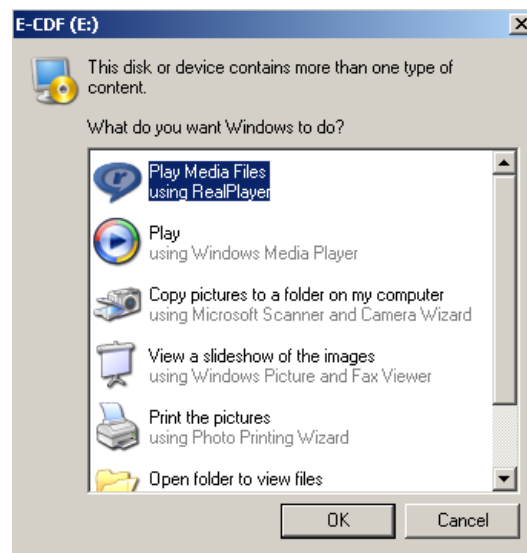 E-CDF (E:)
This disk or device contains more than one type of
content.
What do you want Windows to do?
Play Media Files
using RealPlayer
Play
using Windows Media Player
Copy pictures to a folder on my computer
using Microsoft Scanner and Camera Wizard
View a slideshow of the images
using Windows Picture and Fax Viewer
Print the pictures
using Photo Printing Wizard
Open folder to view files
OK
Cancel